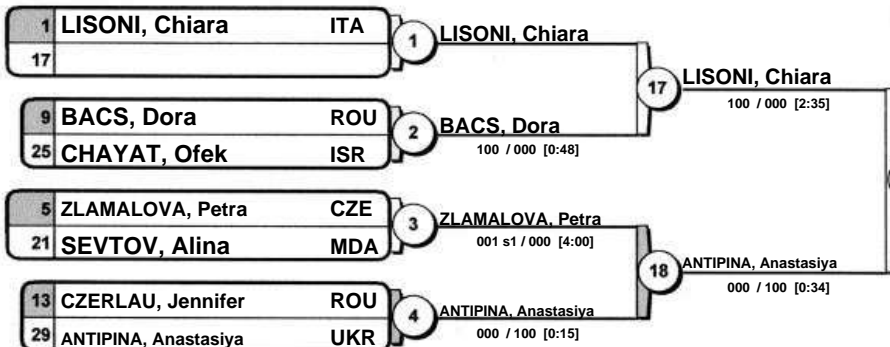 1 LISONI, Chiara ITA
17
1
LISONI, Chiara
9 BACS, Dora ROU
25 CHAYAT, Ofek ISR
2
BACS, Dora
100 / 000 [0:48]
17
LISONI, Chiara
100 / 000 [2:35]
5 ZLAMALOVA, Petra CZE
21 SEVTOV, Alina MDA
3
ZLAMALOVA, Petra
001 s1 / 000 [4:00]
13 CZERLAU, Jennifer ROU
29 ANTIPINA, Anastasiya UKR
4
ANTIPINA, Anastasiya
000 / 100 [0:15]
18
ANTIPINA, Anastasiya
000 / 100 [0:34]